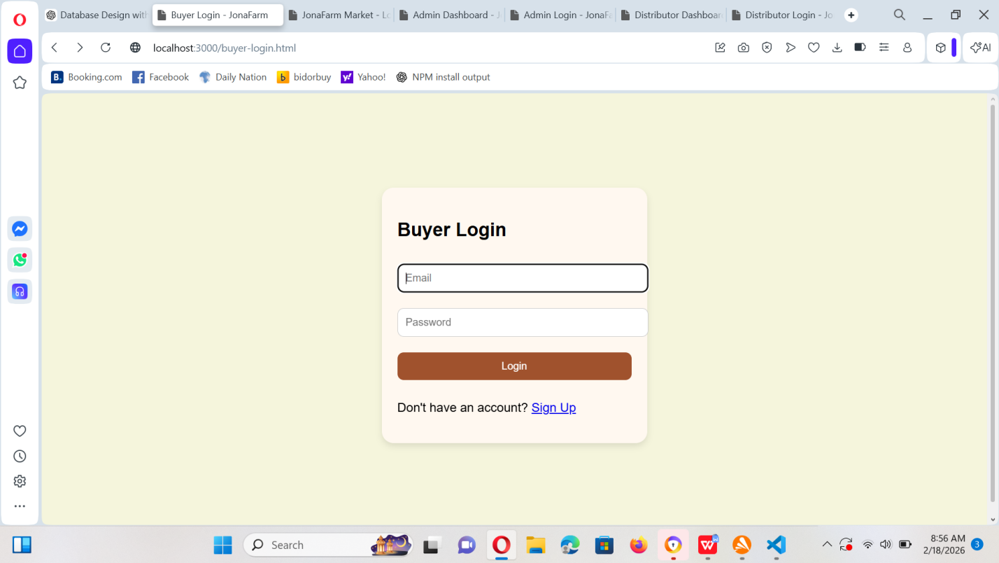 Database Design with
Buyer Login - JonaFarm
JonaFarm Market - Lo
Admin Dashboard - J
Admin Login - JonaFa
Distributor Dashboar
Distributor Login - Jo
localhost:3000/buyer-login.html
AI
B. Booking.com
Facebook
Daily Nation
b bidorbuy
y! Yahoo!
NPM install output
Buyer Login
Email
Password
Login
Don't have an account? Sign Up
Search
W
8:56 AM
2/18/2026
3